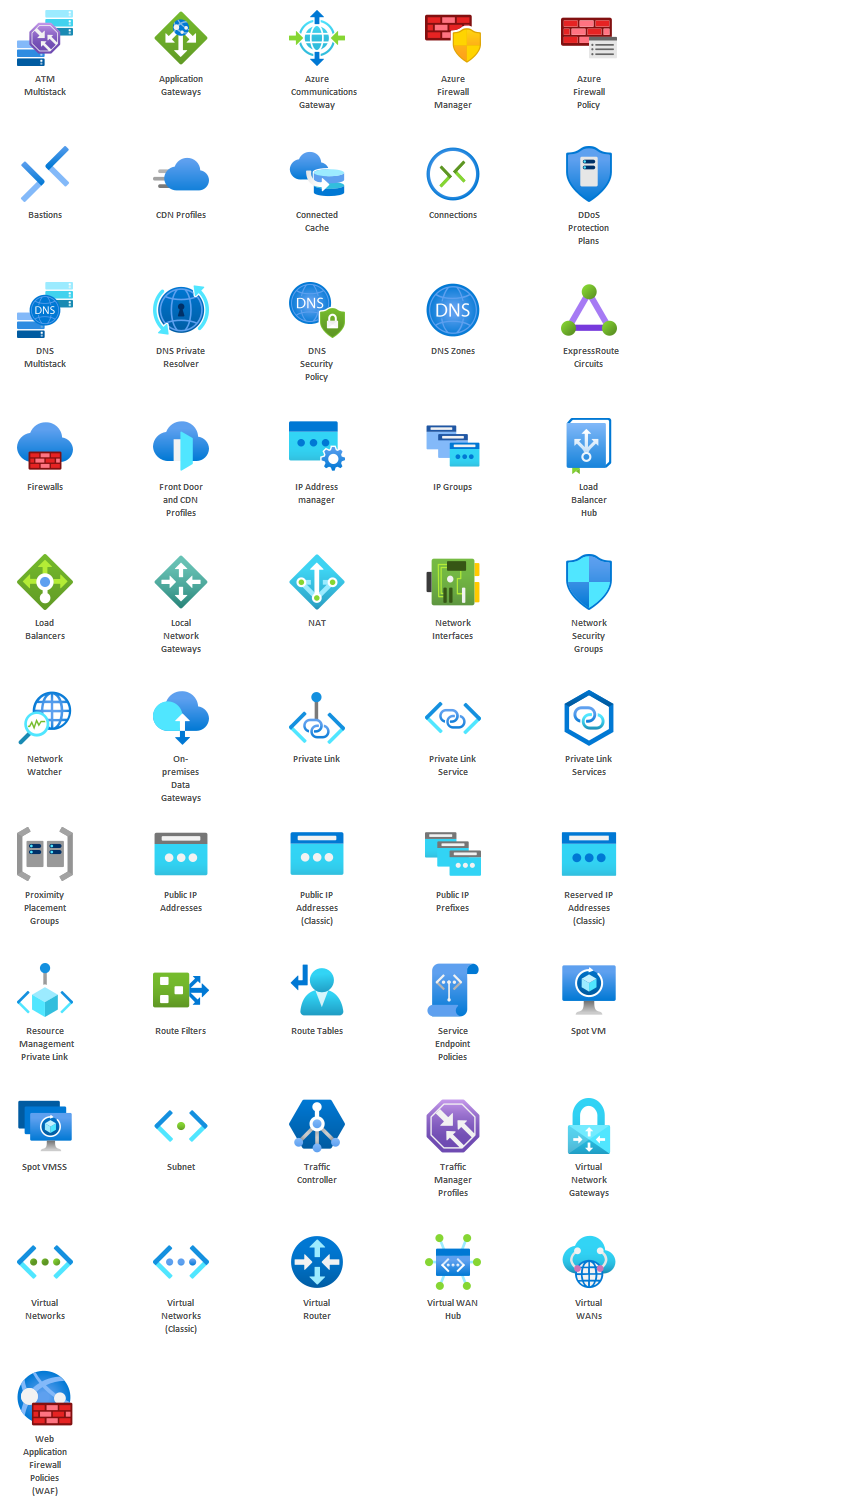 ATM
Multistack
Application
Gateways
Azure
Communications
Gateway
Azure
Firewall
Manager
Azure
Firewall
Policy
Bastions
CDN Profiles
Connected
Cache
Connections
DDoS
Protection
Plans
DNS
DNS
Multistack
DNS Private
Resolver
DNS
DNS
Security
Policy
DNS
DNS Zones
ExpressRoute
Circuits
Firewalls
Front Door
and CDN
Profiles
IP Address
manager
IP Groups
Load
Balancer
Hub
Load
Balancers
Local
Network
Gateways
NAT
Network
Interfaces
Network
Security
Groups
Network
Watcher
On-
premises
Data
Gateways
Private Link
Private Link
Service
Private Link
Services
Proximity
Placement
Groups
Public IP
Addresses
Public IP
Addresses
(Classic)
Public IP
Prefixes
Reserved IP
Addresses
(Classic)
Resource
Management
Private Link
Route Filters
Route Tables
Service
Endpoint
Policies
Spot VM
Spot VMSS
Subnet
Traffic
Controller
Traffic
Manager
Profiles
Virtual
Network
Gateways
Virtual
Networks
Virtual
Networks
(Classic)
Virtual
Router
Virtual WAN
Hub
Virtual
WANs
Web
Application
Firewall
Policies
(WAF)